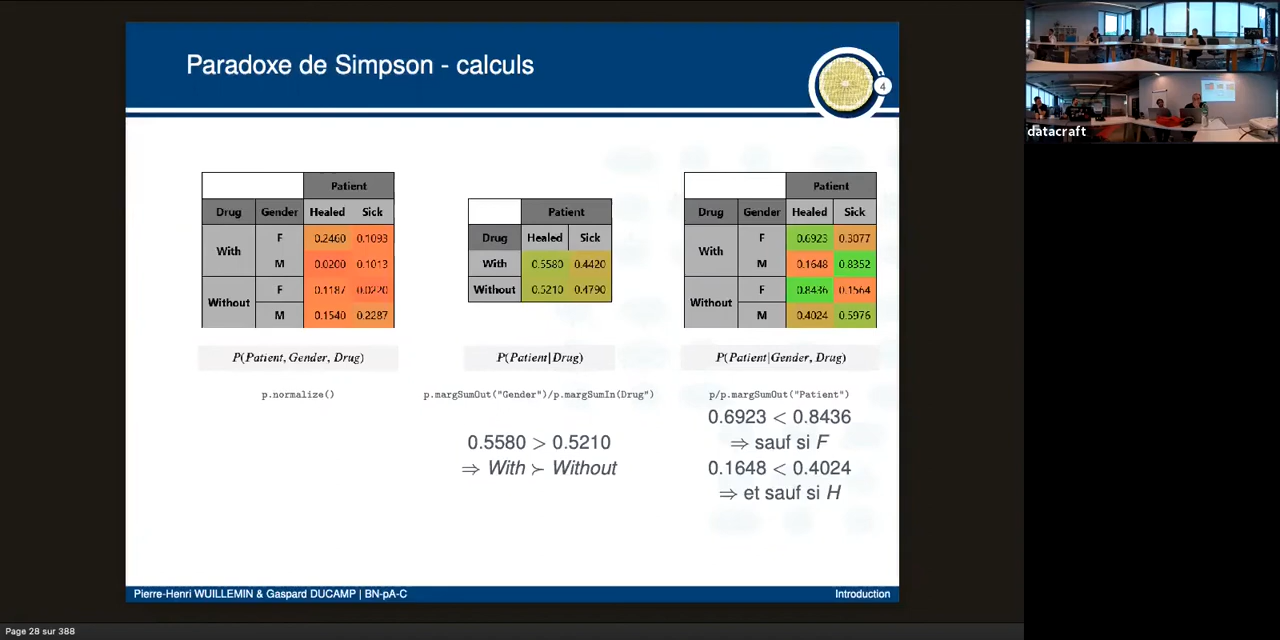 Paradoxe de Simpson - calculs
4
datacraft
Patient
Drug Gender Healed Sick
With F 0.2460 0.1093
M 0.0200 0.1013
Without F 0.1187 0.0220
M 0.1540 0.2287
P(Patient, Gender, Drug)
p.normalize()
Patient
Drug Healed Sick
With 0.5580 0.4420
Without 0.5210 0.4790
P(Patient|Drug)
p.margSumOut("Gender")/p.margSumIn(Drug")
0.5580 > 0.5210
⇒ With ≻ Without
Patient
Drug Gender Healed Sick
With F 0.6923 0.3077
M 0.1648 0.8352
Without F 0.8436 0.1564
M 0.4024 0.5976
P(Patient|Gender, Drug)
p/p.margSumOut("Patient")
0.6923 < 0.8436
⇒ sauf si F
0.1648 < 0.4024
⇒ et sauf si H
Pierre-Henri WUILLEMIN & Gaspard DUCAMP | BN-pA-C
Introduction
Page 28 sur 388